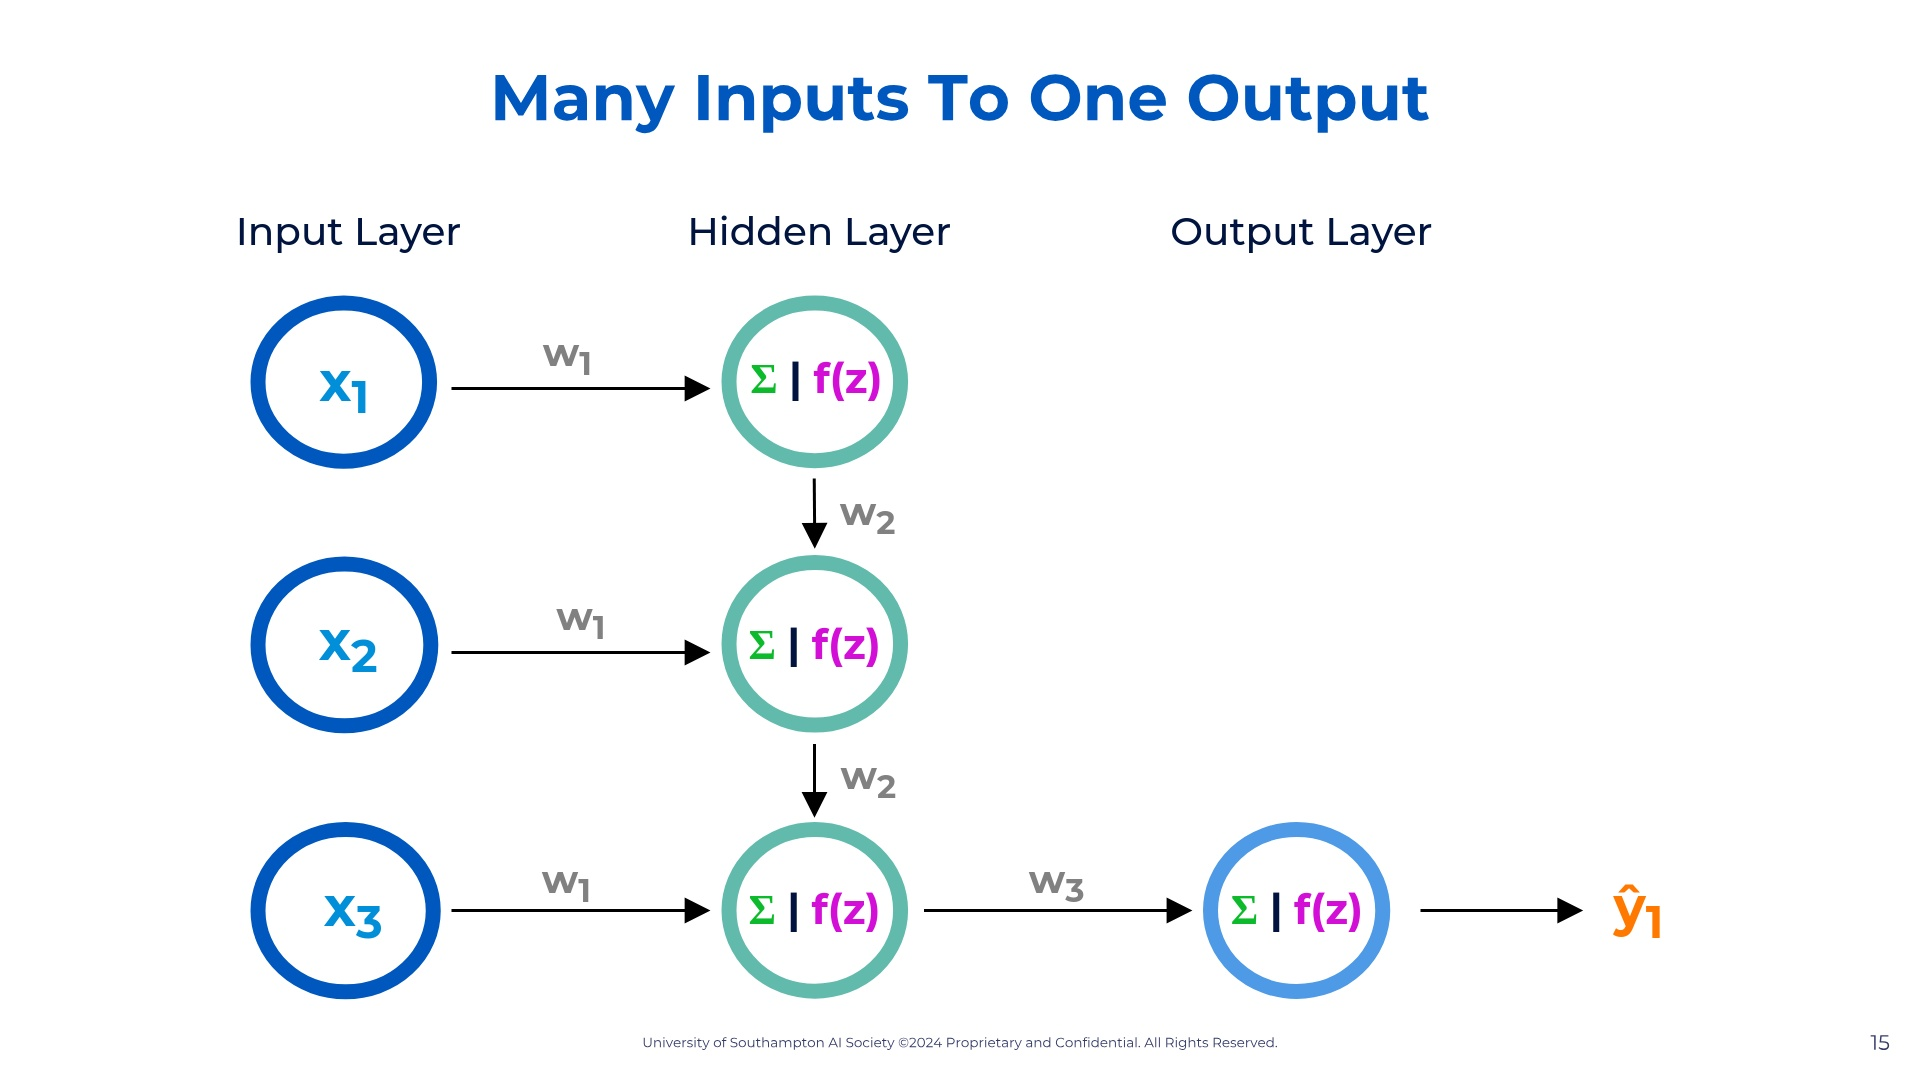 Many Inputs To One Output
Input Layer
Hidden Layer
Output Layer
x₁
w₁
Σ | f(z)
w₂
x₂
w₁
Σ | f(z)
w₂
x₃
w₁
Σ | f(z)
w₃
Σ | f(z)
ŷ₁
University of Southampton AI Society ©2024 Proprietary and Confidential. All Rights Reserved.
15